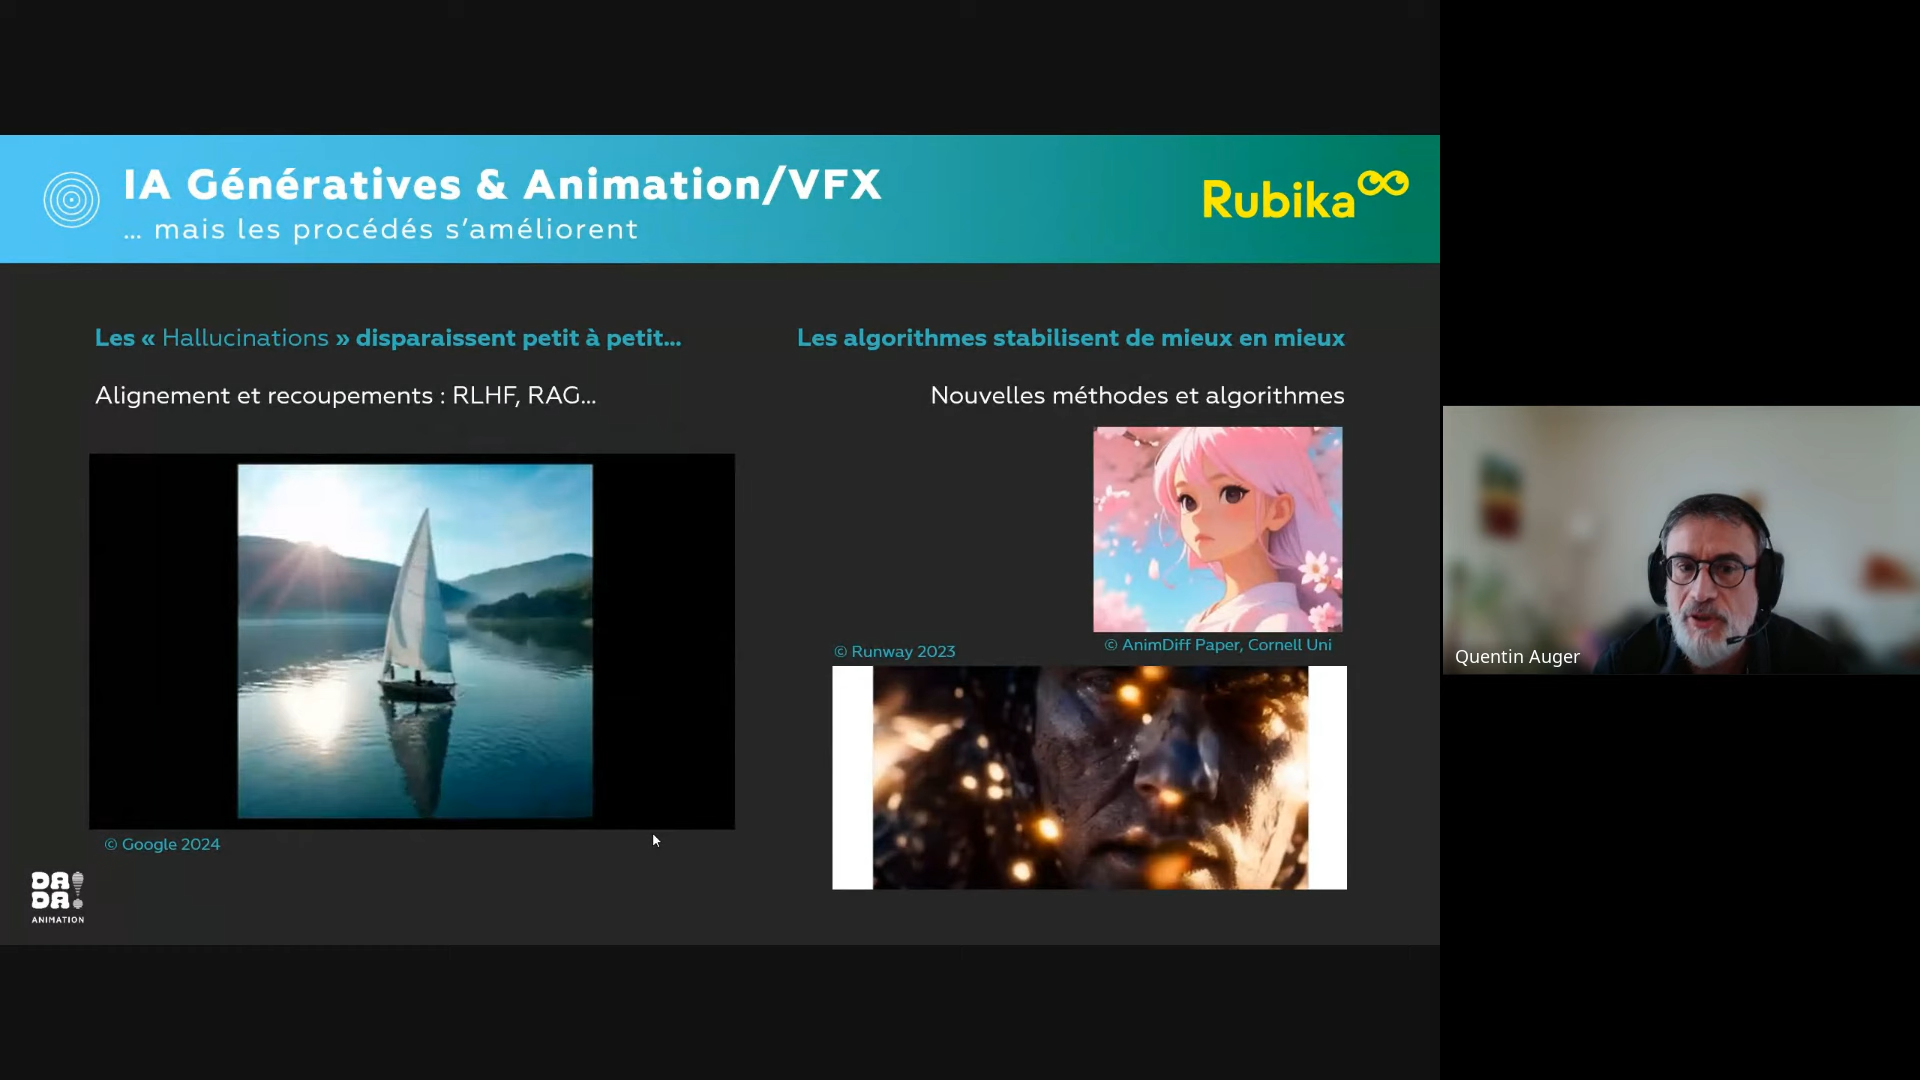 IA Génératives & Animation/VFX
... mais les procédés s'améliorent
Rubika
Les « Hallucinations » disparaissent petit à petit...
Alignement et recoupements : RLHF, RAG...
© Google 2024
Les algorithmes stabilisent de mieux en mieux
Nouvelles méthodes et algorithmes
© AnimDiff Paper, Cornell Uni
© Runway 2023
DA
DA!
ANIMATION
Quentin Auger